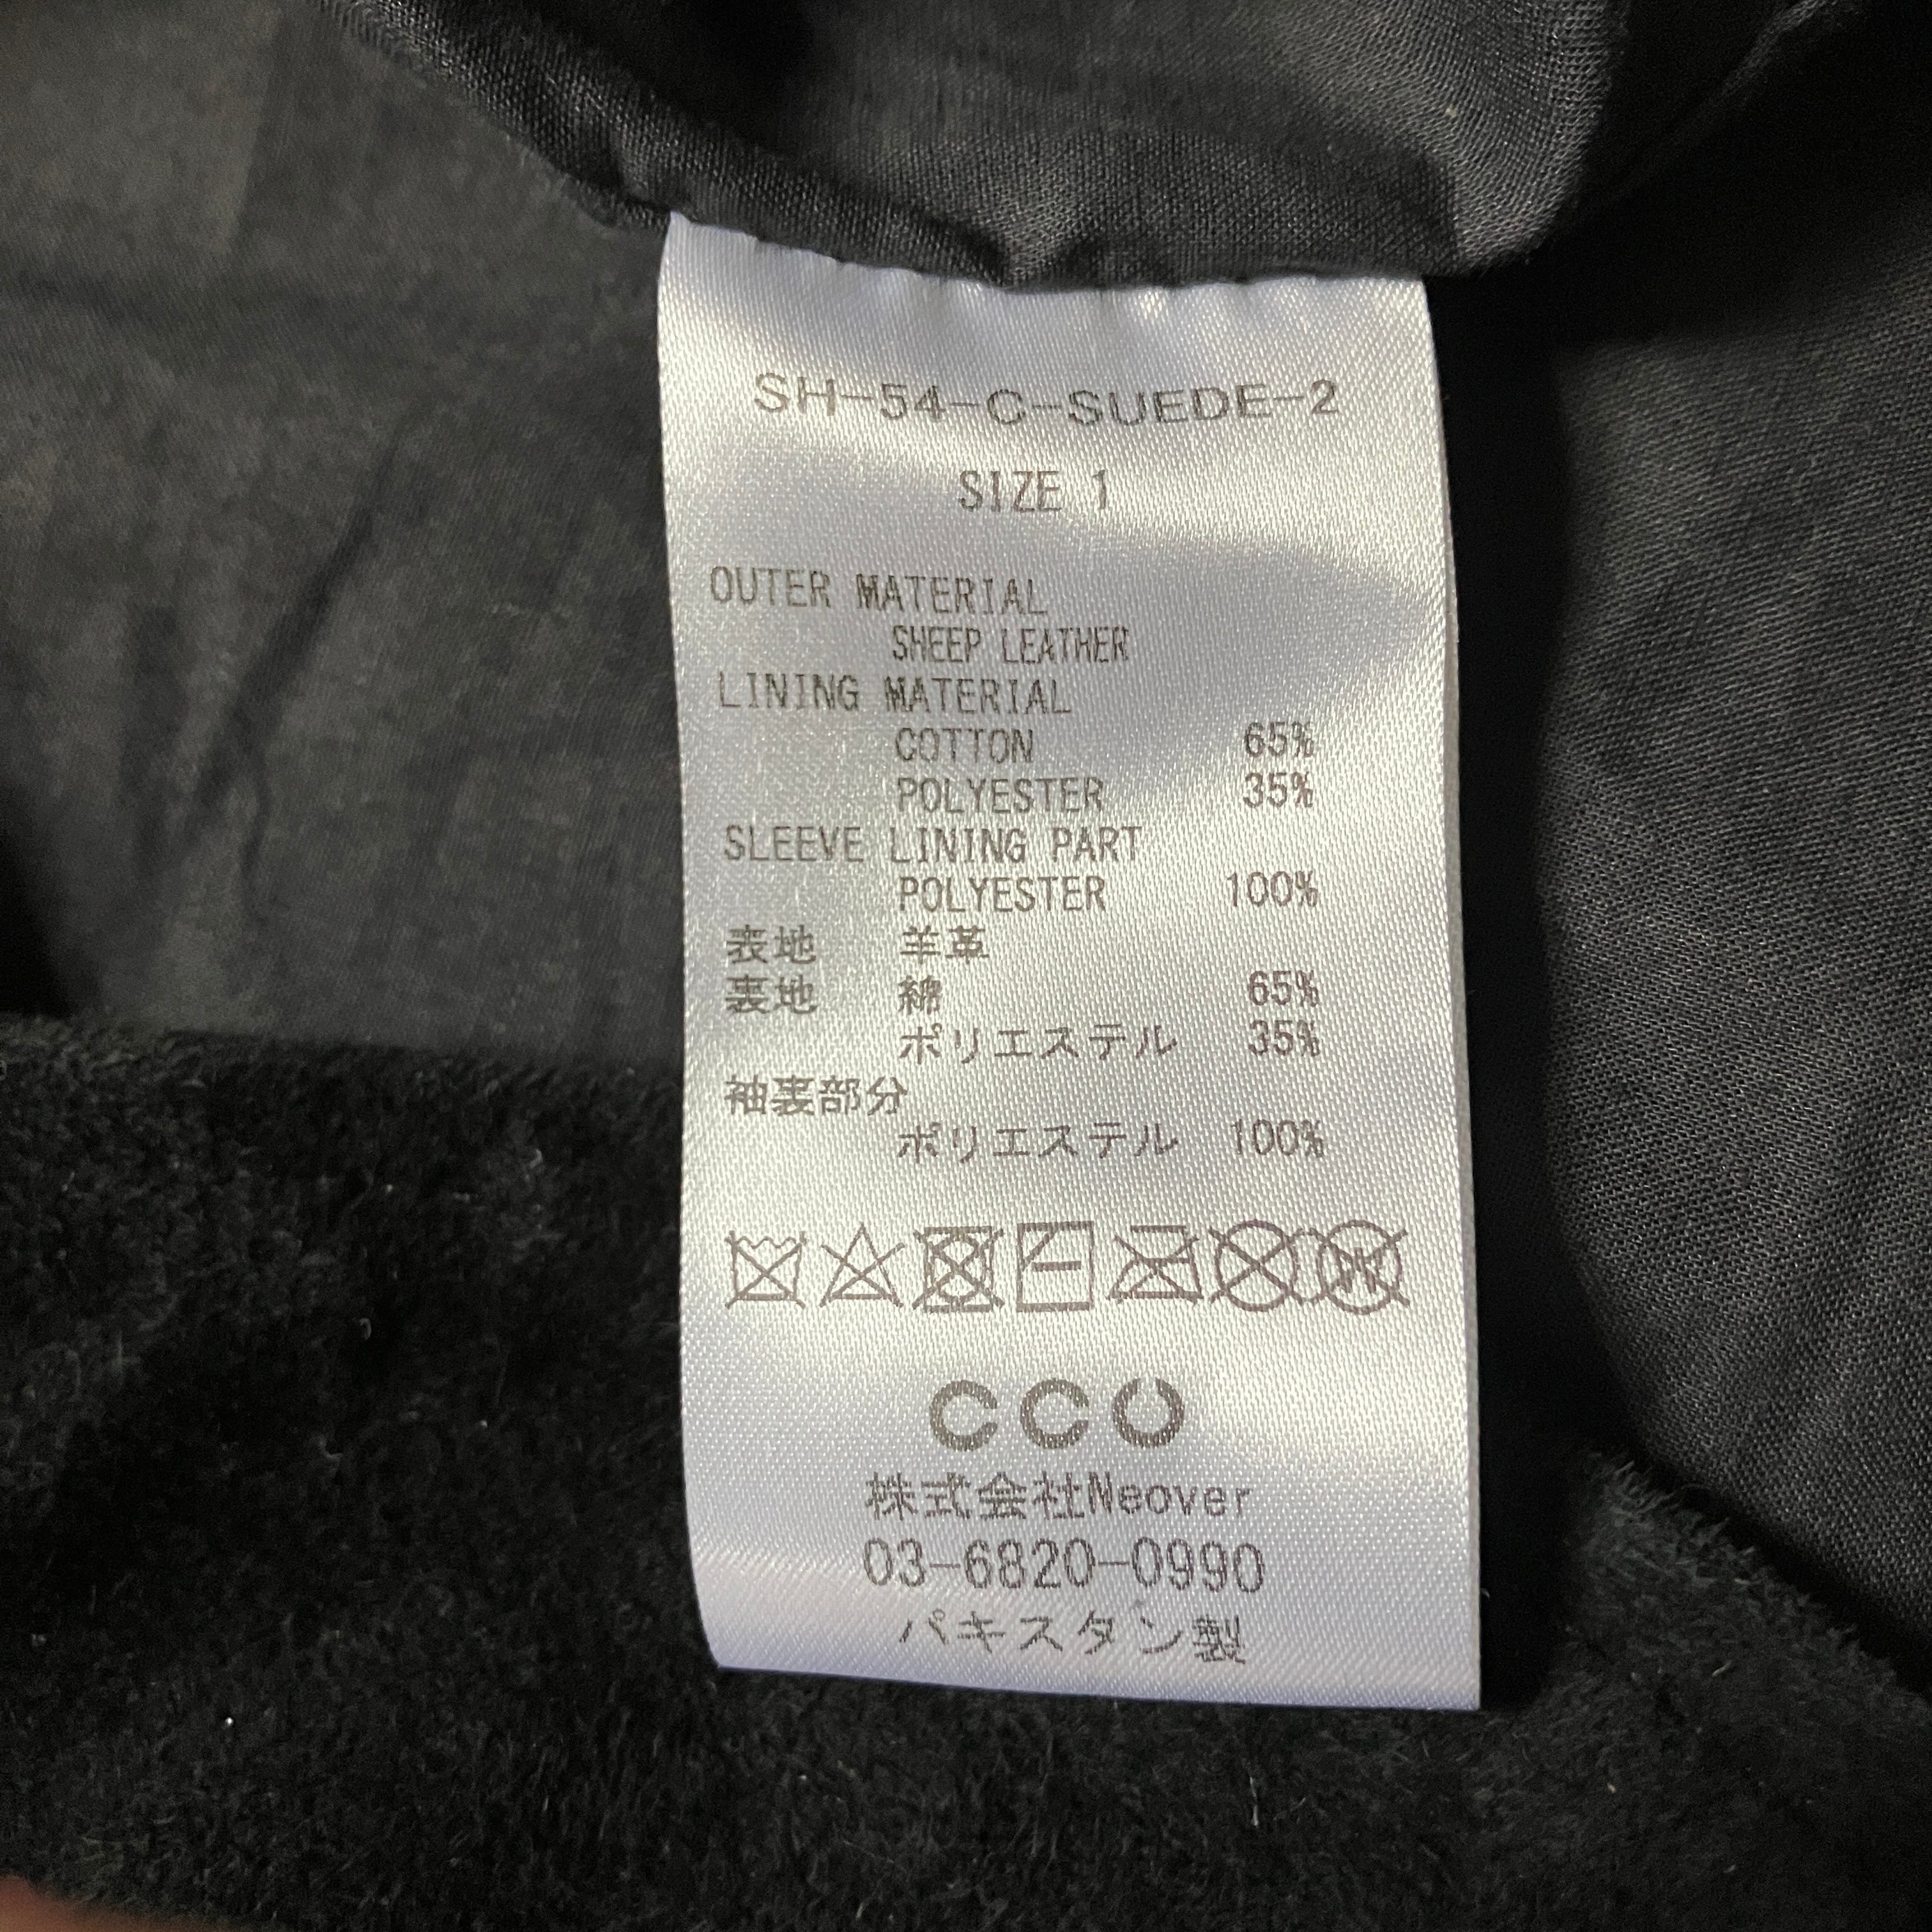 SH-54-C-SUEDE-2
SIZE 1
OUTER MATERIAL
SHEEP LEATHER
LINING MATERIAL
COTTON 65%
POLYESTER 35%
SLEEVE LINING PART
POLYESTER 100%
表地 羊革
裏地 綿 65%
ポリエステル 35%
袖裏部分
ポリエステル 100%
W
CCU
株式会社Neover
03-6820-0990
パキスタン製